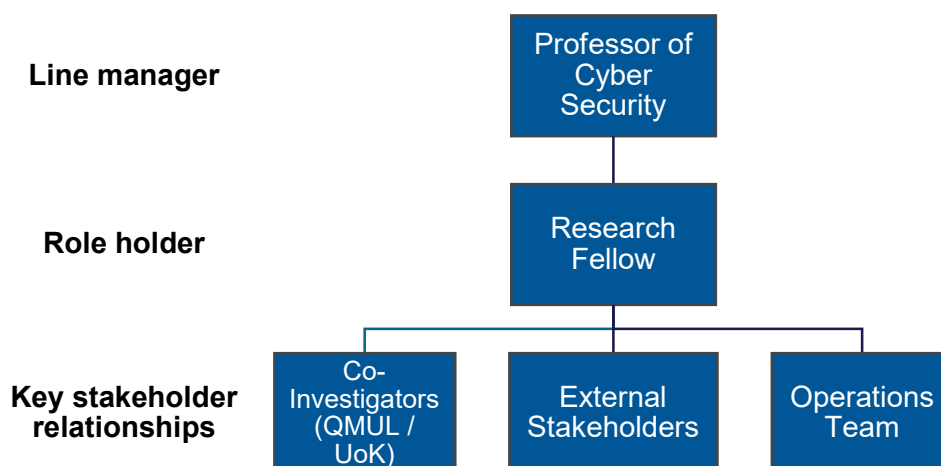 Line manager
Professor of
Cyber
Security
Role holder
Research
Fellow
Key stakeholder
relationships
Co-
Investigators
(QMUL /
UoK)
External
Stakeholders
Operations
Team